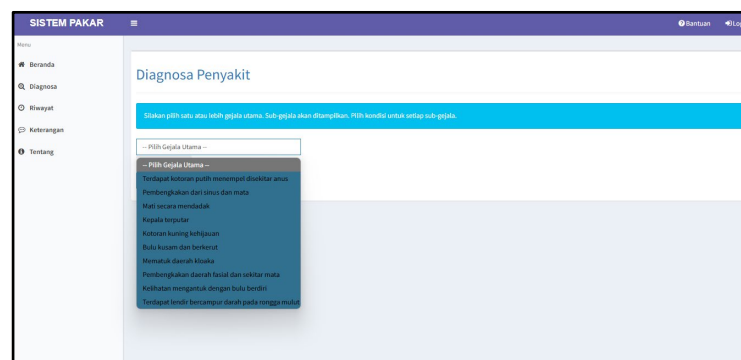 SISTEM PAKAR
Bantuan
Menu
Beranda
Diagnosa
Riwayat
Keterangan
Tentang
Diagnosa Penyakit
Silakan pilih satu atau lebih gejala utama. Sub-gejala akan ditampilkan. Pilih kondisi untuk setiap sub-gejala.
-- Pilih Gejala Utama --
-- Pilih Gejala Utama --
Terdapat kotoran putih menempel disekitar anus
Pembengkakan dari sinus dan mata
Mati secara mendadak
Kepala terputar
Kotoran kuning kehijauan
Bulu kusam dan berkerut
Mematuk daerah kloaka
Pembengkakan daerah fasial dan sekitar mata
Kelihatan mengantuk dengan bulu berdiri
Terdapat lendir bercampur darah pada rongga mulut